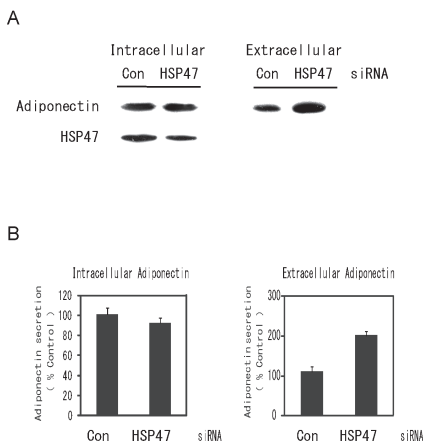 A
Intracellular Extracellular
Con HSP47 Con HSP47 siRNA
Adiponectin
HSP47
B
Intracellular Adiponectin
Adiponectin secretion
( % Control )
120
100
80
60
40
20
0
Con HSP47 siRNA
Extracellular Adiponectin
Adiponectin secretion
( % Control )
300
200
100
0
Con HSP47 siRNA